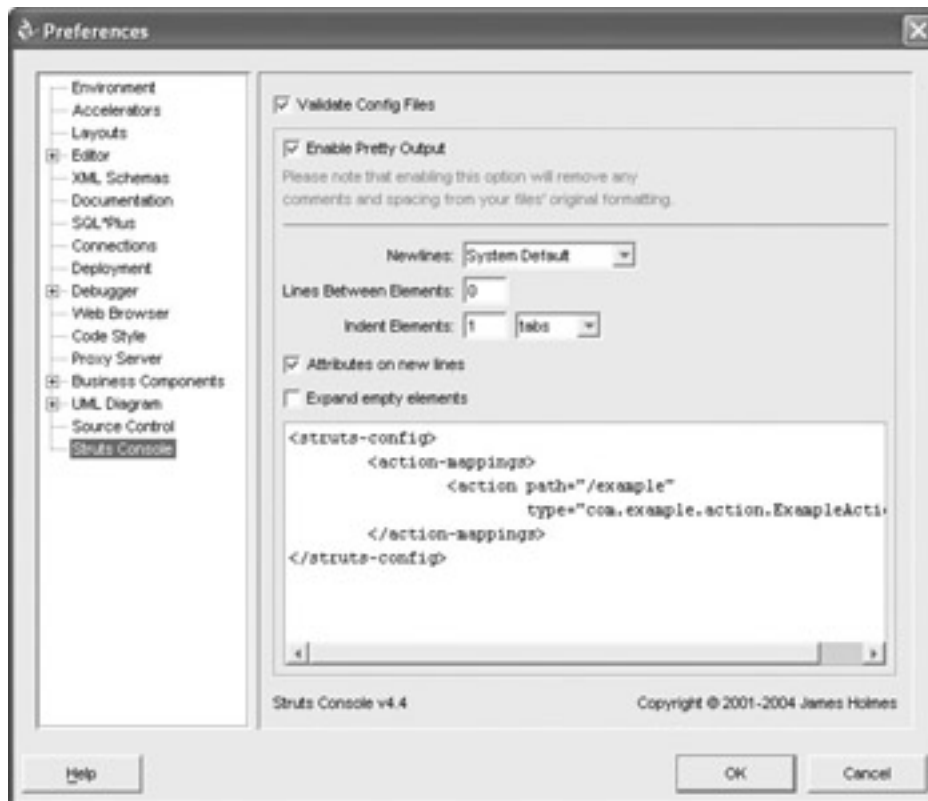 Preferences
Environment
Accelerators
Layouts
Editor
XML Schemas
Documentation
SQL*Plus
Connections
Deployment
Debugger
Web Browser
Code Style
Proxy Server
Business Components
UML Diagram
Source Control
Struts Console
Validate Config Files
Enable Pretty Output
Please note that enabling this option will remove any
comments and spacing from your files' original formatting.
Newlines: System Default
Lines Between Elements: 0
Indent Elements: 1 tabs
Attributes on new lines
Expand empty elements
<struts-config>
<action-mappings>
<action path="/example"
type="com.example.action.ExampleActi
</action-mappings>
</struts-config>
Struts Console v4.4 Copyright © 2001-2004 James Holmes
Help OK Cancel